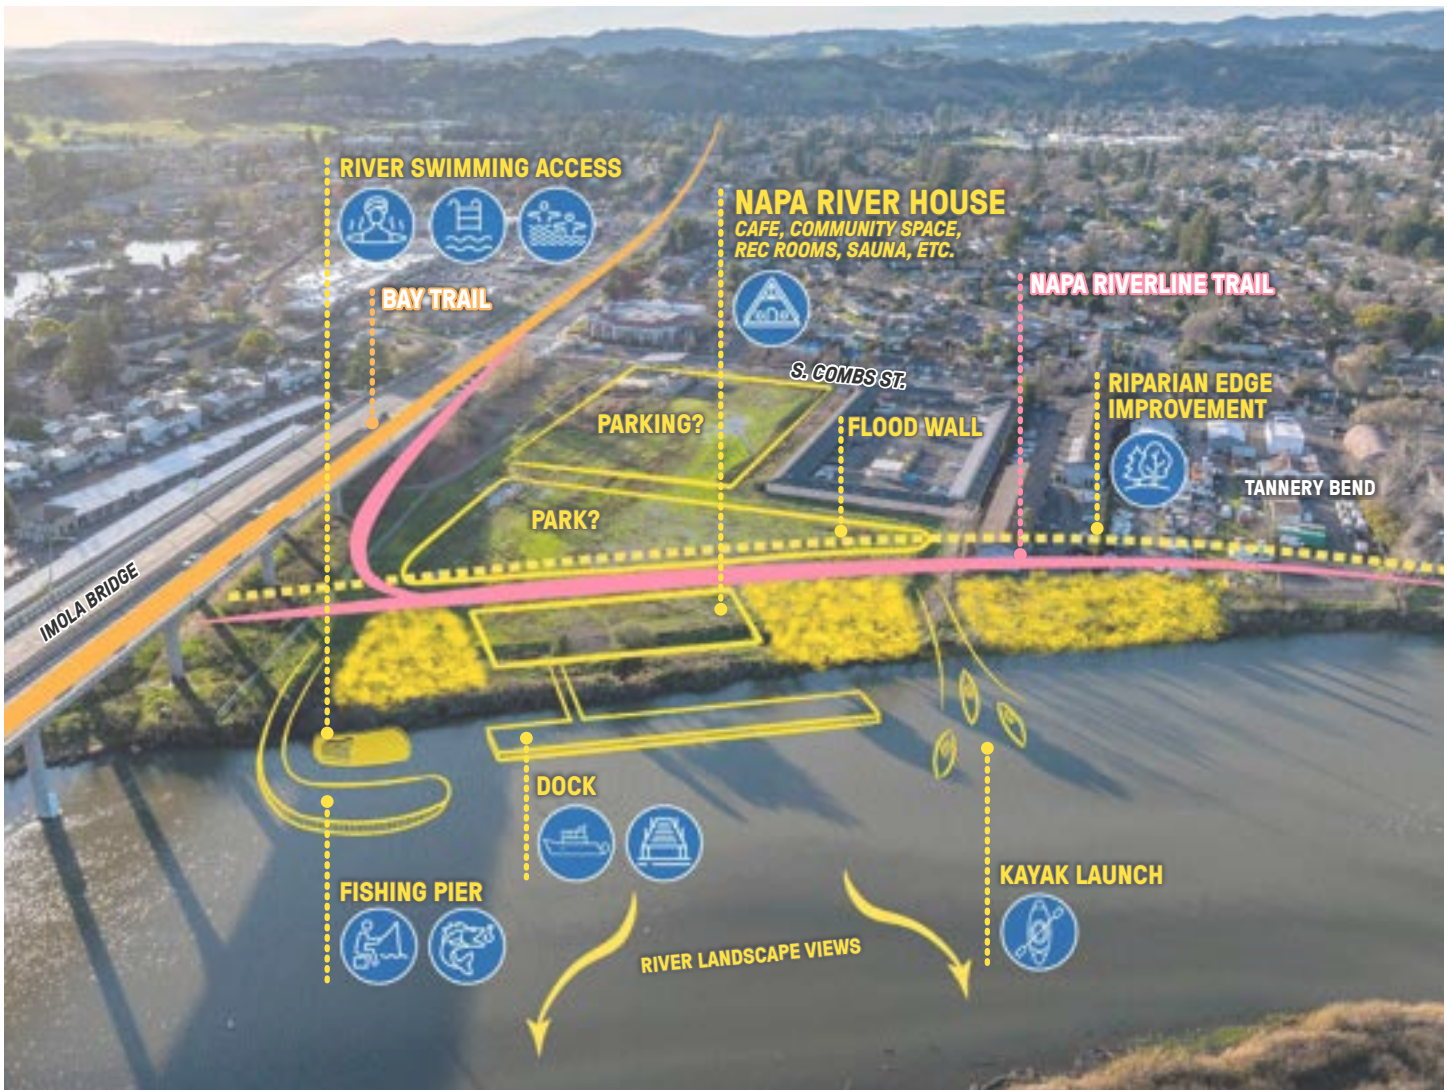 RIVER SWIMMING ACCESS
NAPA RIVER HOUSE
CAFE, COMMUNITY SPACE,
REC ROOMS, SAUNA, ETC.
BAY TRAIL
NAPA RIVERLINE TRAIL
S. COMBS ST.
RIPARIAN EDGE
IMPROVEMENT
PARKING?
FLOOD WALL
TANNERY BEND
PARK?
IMOLA BRIDGE
DOCK
FISHING PIER
KAYAK LAUNCH
RIVER LANDSCAPE VIEWS